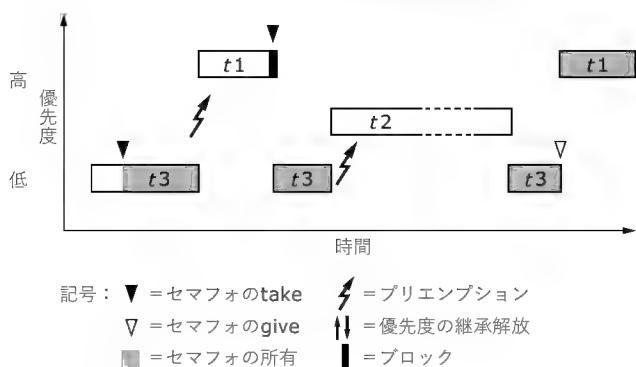 高
優先度
低
t1
t1
t2
t3
t3
t3
時間
記号：
▼ ＝セマフォのtake
＝プリエンプション
▽ ＝セマフォのgive
↑↓ ＝優先度の継承解放
＝セマフォの所有
＝ブロック